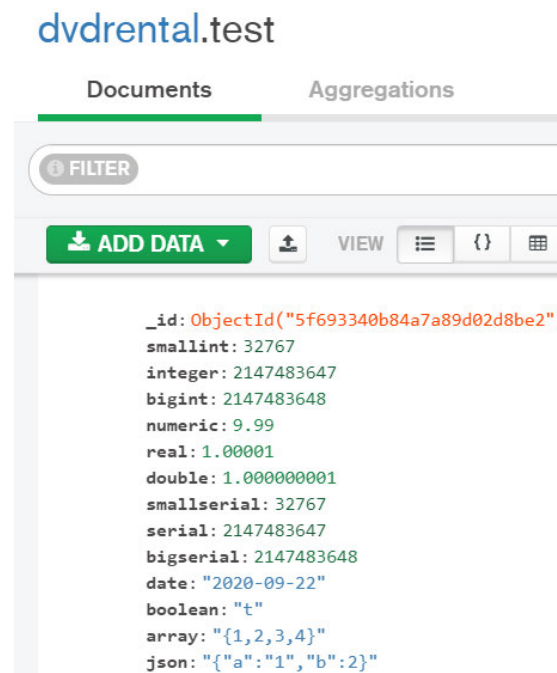 dvdrental.test
Documents Aggregations
FILTER
ADD DATA VIEW {}
_id: ObjectId("5f693340b84a7a89d02d8be2"
smallint: 32767
integer: 2147483647
bigint: 2147483648
numeric: 9.99
real: 1.00001
double: 1.000000001
smallserial: 32767
serial: 2147483647
bigserial: 2147483648
date: "2020-09-22"
boolean: "t"
array: "{1,2,3,4}"
json: "{"a":"1","b":2}"